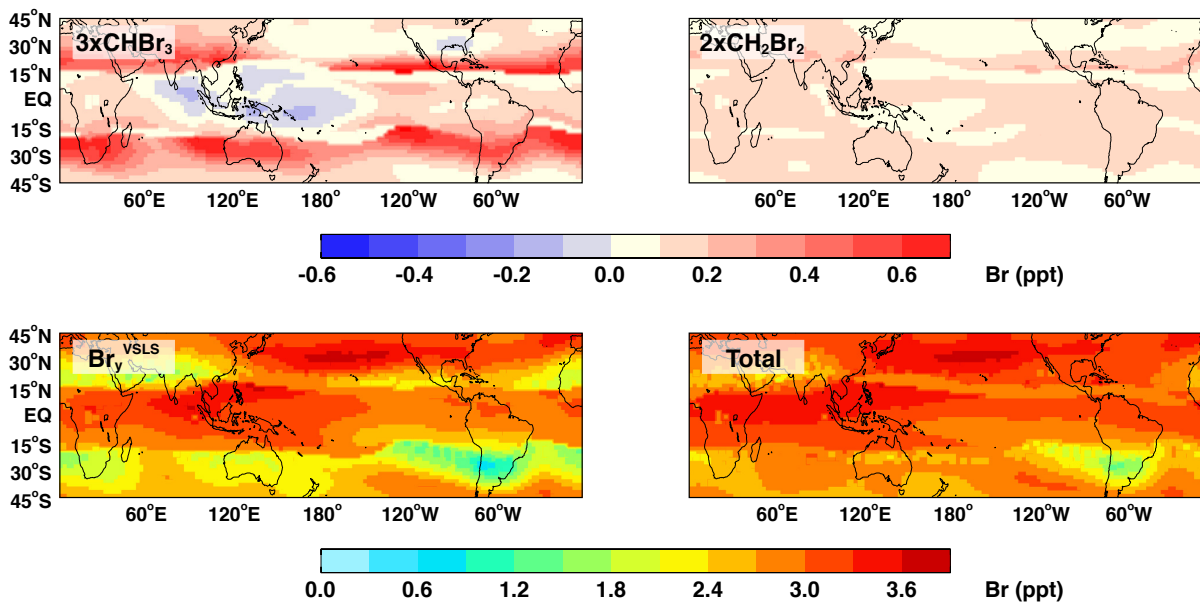 45°N
30°N
15°N
EQ
15°S
30°S
45°S
3xCHBr₃
60°E 120°E 180° 120°W 60°W
2xCH₂Br₂
60°E 120°E 180° 120°W 60°W
-0.6 -0.4 -0.2 0.0 0.2 0.4 0.6 Br (ppt)
45°N
30°N
15°N
EQ
15°S
30°S
45°S
Br_y^VSLS
60°E 120°E 180° 120°W 60°W
Total
60°E 120°E 180° 120°W 60°W
0.0 0.6 1.2 1.8 2.4 3.0 3.6 Br (ppt)